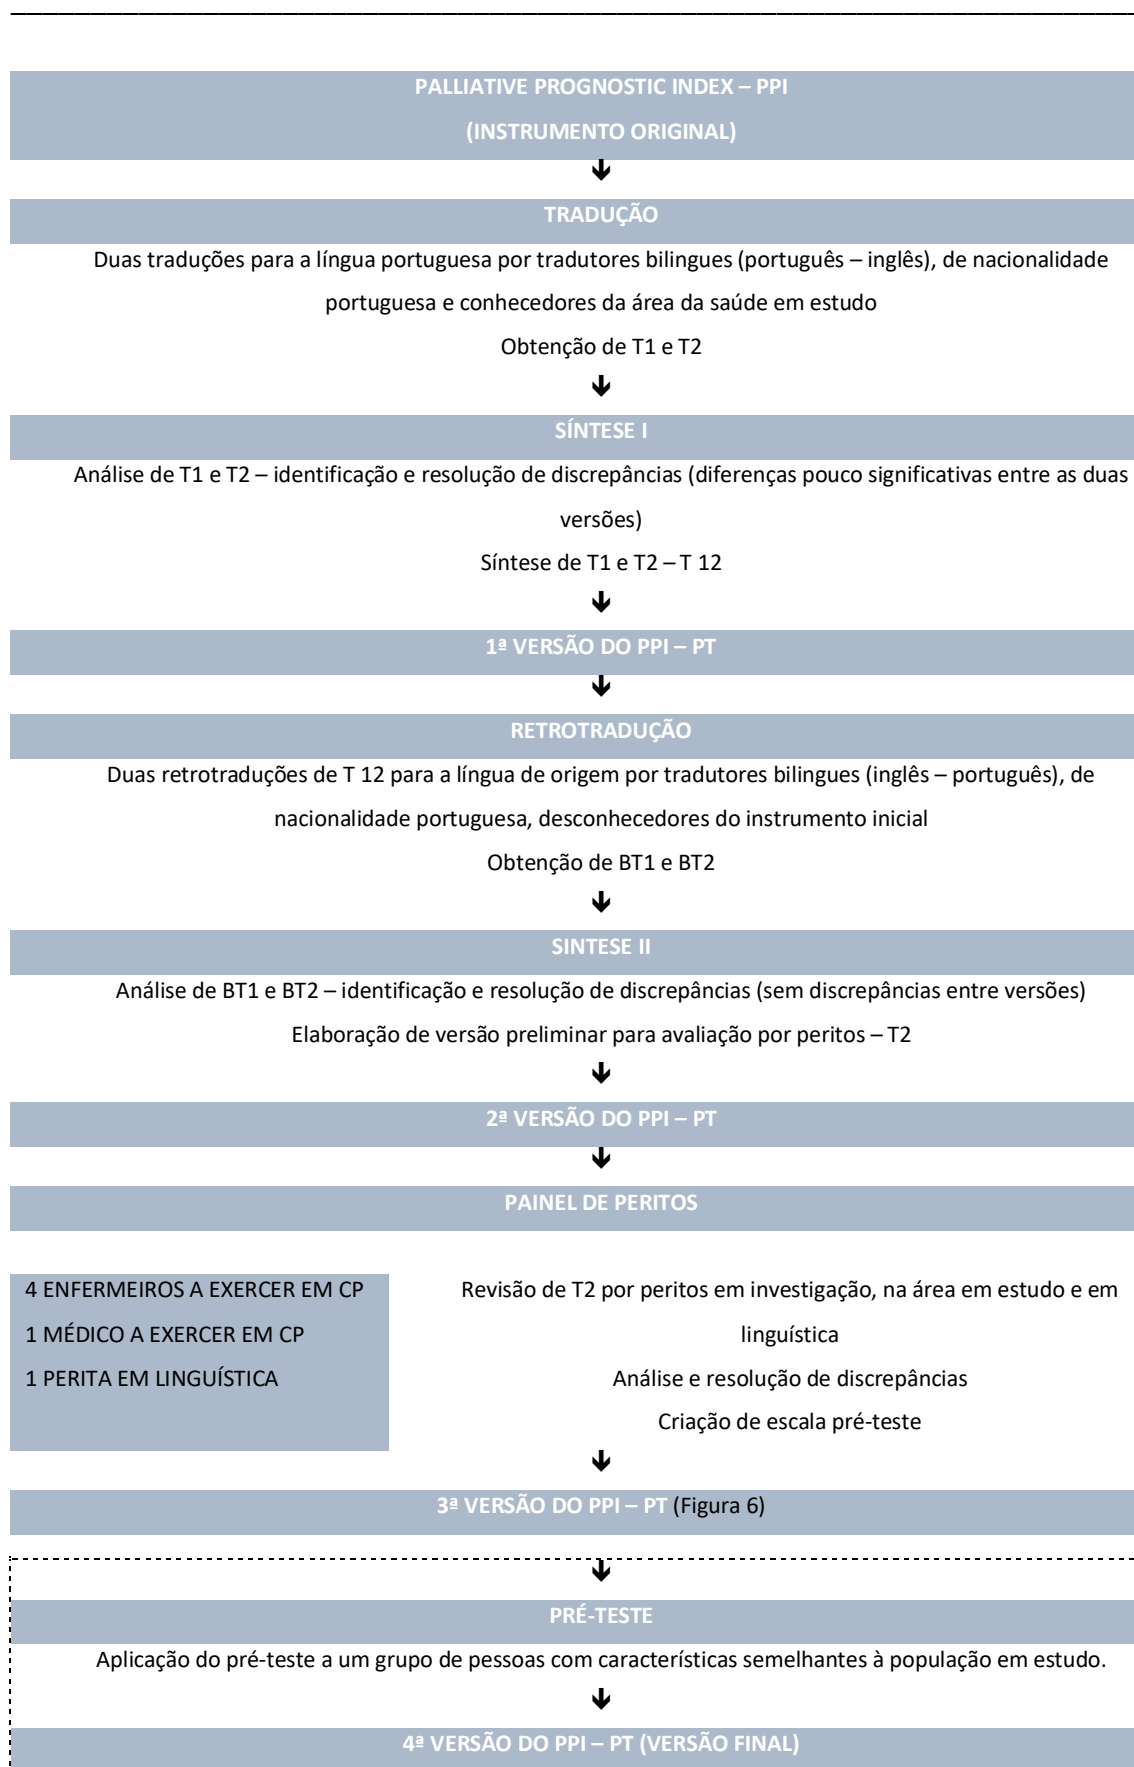 PALLIATIVE PROGNOSTIC INDEX – PPI
(INSTRUMENTO ORIGINAL)
TRADUÇÃO
Duas traduções para a língua portuguesa por tradutores bilingues (português – inglês), de nacionalidade
portuguesa e conhecedores da área da saúde em estudo
Obtenção de T1 e T2
SÍNTESE I
Análise de T1 e T2 – identificação e resolução de discrepâncias (diferenças pouco significativas entre as duas
versões)
Síntese de T1 e T2 – T 12
1ª VERSÃO DO PPI – PT
RETROTRADUÇÃO
Duas retrotraduções de T 12 para a língua de origem por tradutores bilingues (inglês – português), de
nacionalidade portuguesa, desconhecedores do instrumento inicial
Obtenção de BT1 e BT2
SINTESE II
Análise de BT1 e BT2 – identificação e resolução de discrepâncias (sem discrepâncias entre versões)
Elaboração de versão preliminar para avaliação por peritos – T2
2ª VERSÃO DO PPI – PT
PAINEL DE PERITOS
4 ENFERMEIROS A EXERCER EM CP
1 MÉDICO A EXERCER EM CP
1 PERITA EM LINGUÍSTICA
Revisão de T2 por peritos em investigação, na área em estudo e em
linguística
Análise e resolução de discrepâncias
Criação de escala pré-teste
3ª VERSÃO DO PPI – PT (Figura 6)
PRÉ-TESTE
Aplicação do pré-teste a um grupo de pessoas com características semelhantes à população em estudo.
4ª VERSÃO DO PPI – PT (VERSÃO FINAL)